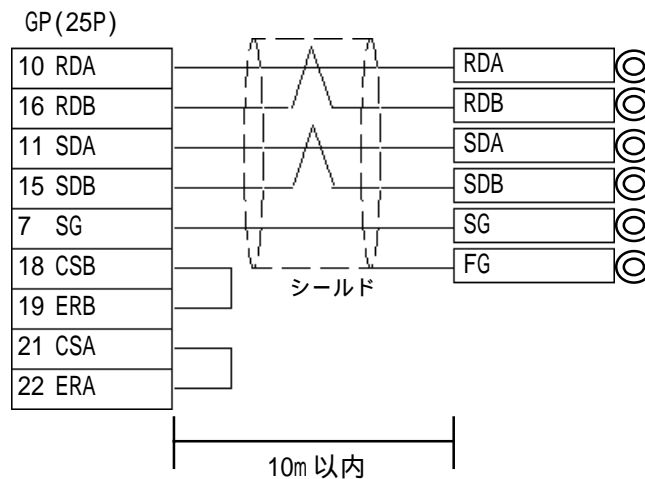 GP(25P)
10 RDA RDA
16 RDB RDB
11 SDA SDA
15 SDB SDB
7 SG SG
18 CSB FG
シールド
19 ERB
21 CSA
22 ERA
10m 以内